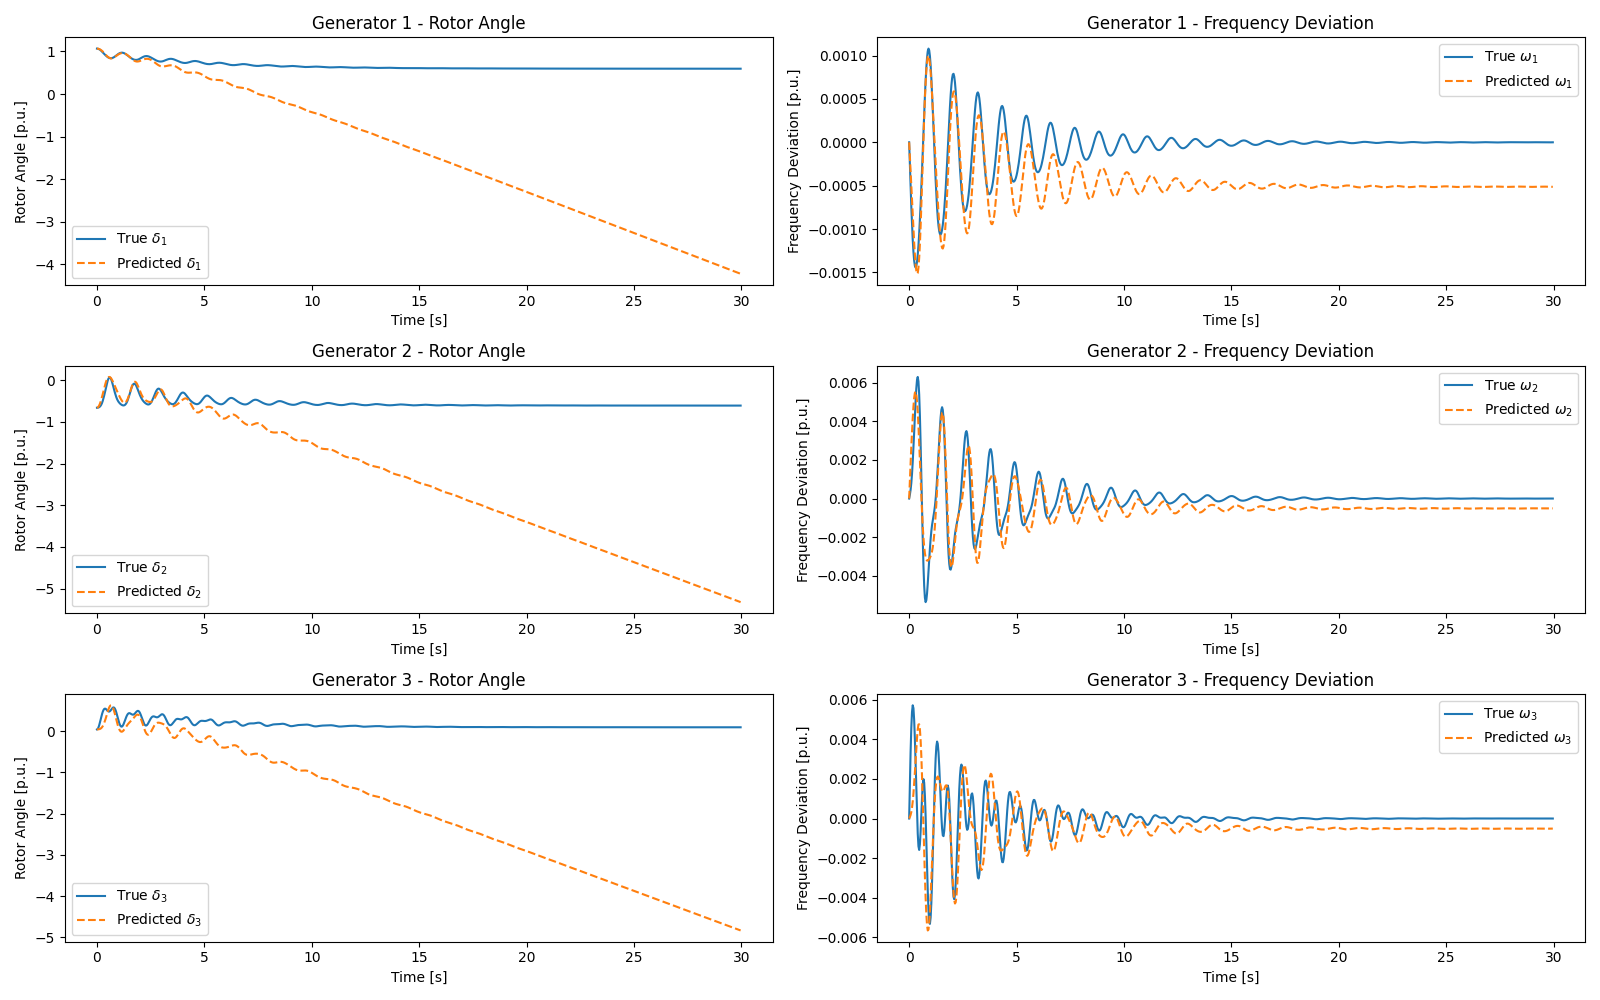 Generator 1 - Rotor Angle
Rotor Angle [p.u.]
1
0
−1
−2
−3
−4
True δ1
Predicted δ1
0 5 10 15 20 25 30
Time [s]
Generator 1 - Frequency Deviation
Frequency Deviation [p.u.]
0.0010
0.0005
0.0000
−0.0005
−0.0010
−0.0015
True ω1
Predicted ω1
0 5 10 15 20 25 30
Time [s]
Generator 2 - Rotor Angle
Rotor Angle [p.u.]
0
−1
−2
−3
−4
−5
True δ2
Predicted δ2
0 5 10 15 20 25 30
Time [s]
Generator 2 - Frequency Deviation
Frequency Deviation [p.u.]
0.006
0.004
0.002
0.000
−0.002
−0.004
True ω2
Predicted ω2
0 5 10 15 20 25 30
Time [s]
Generator 3 - Rotor Angle
Rotor Angle [p.u.]
0
−1
−2
−3
−4
−5
True δ3
Predicted δ3
0 5 10 15 20 25 30
Time [s]
Generator 3 - Frequency Deviation
Frequency Deviation [p.u.]
0.006
0.004
0.002
0.000
−0.002
−0.004
−0.006
True ω3
Predicted ω3
0 5 10 15 20 25 30
Time [s]